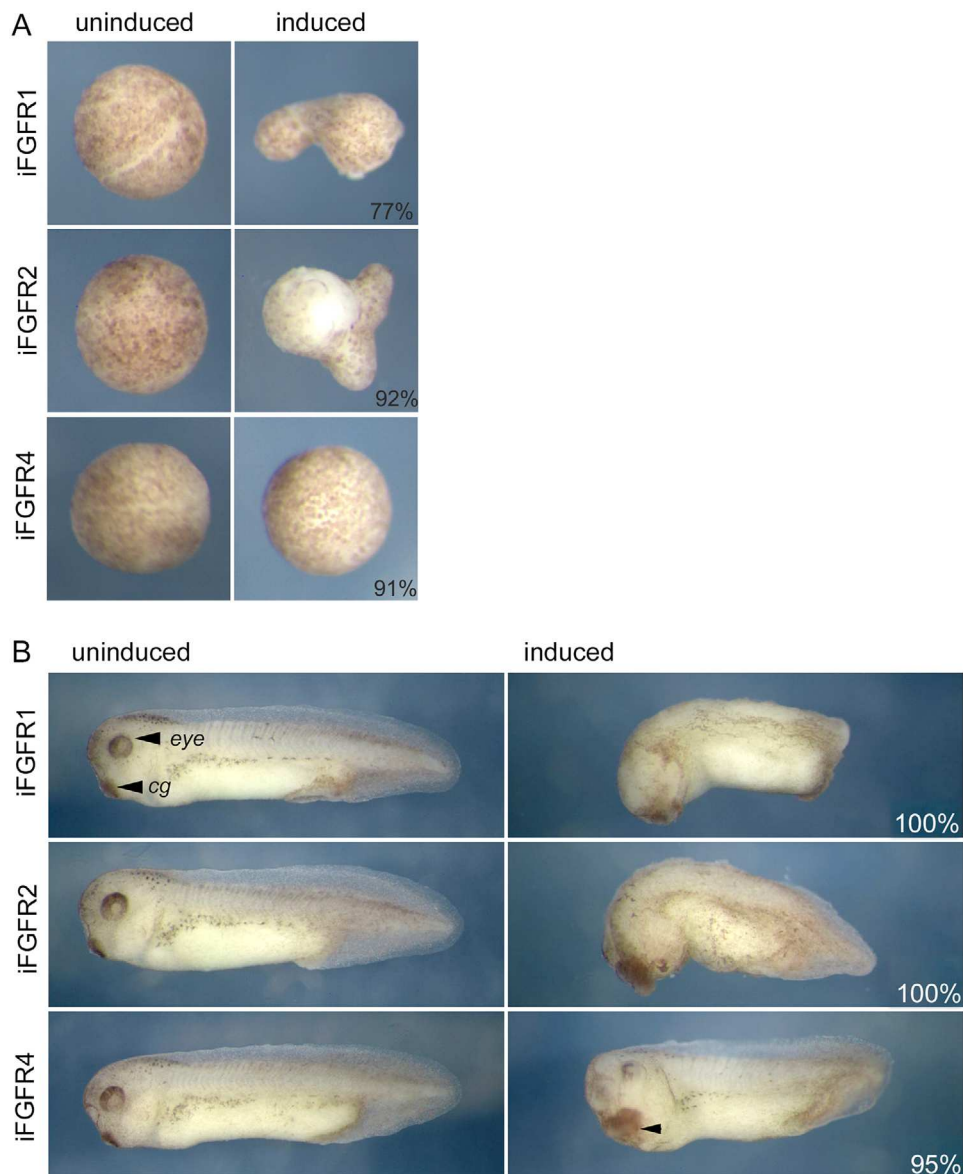 A
uninduced induced
iFGFR1
77%
iFGFR2
92%
iFGFR4
91%
B
uninduced induced
iFGFR1
eye
cg
100%
iFGFR2
100%
iFGFR4
95%